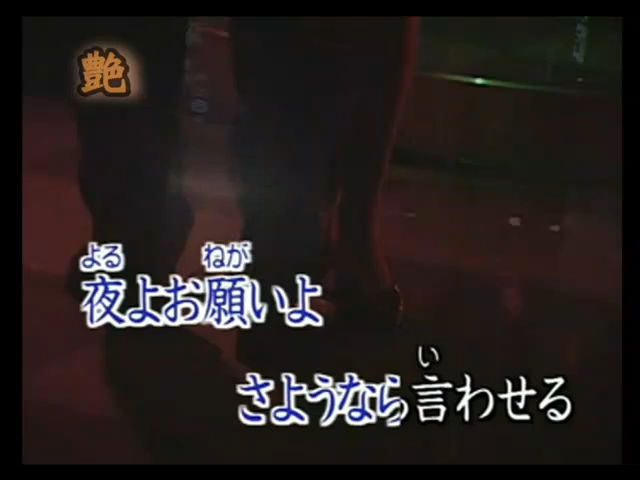 艶
よる ねが
夜よお願いよ
い
さようなら言わせる